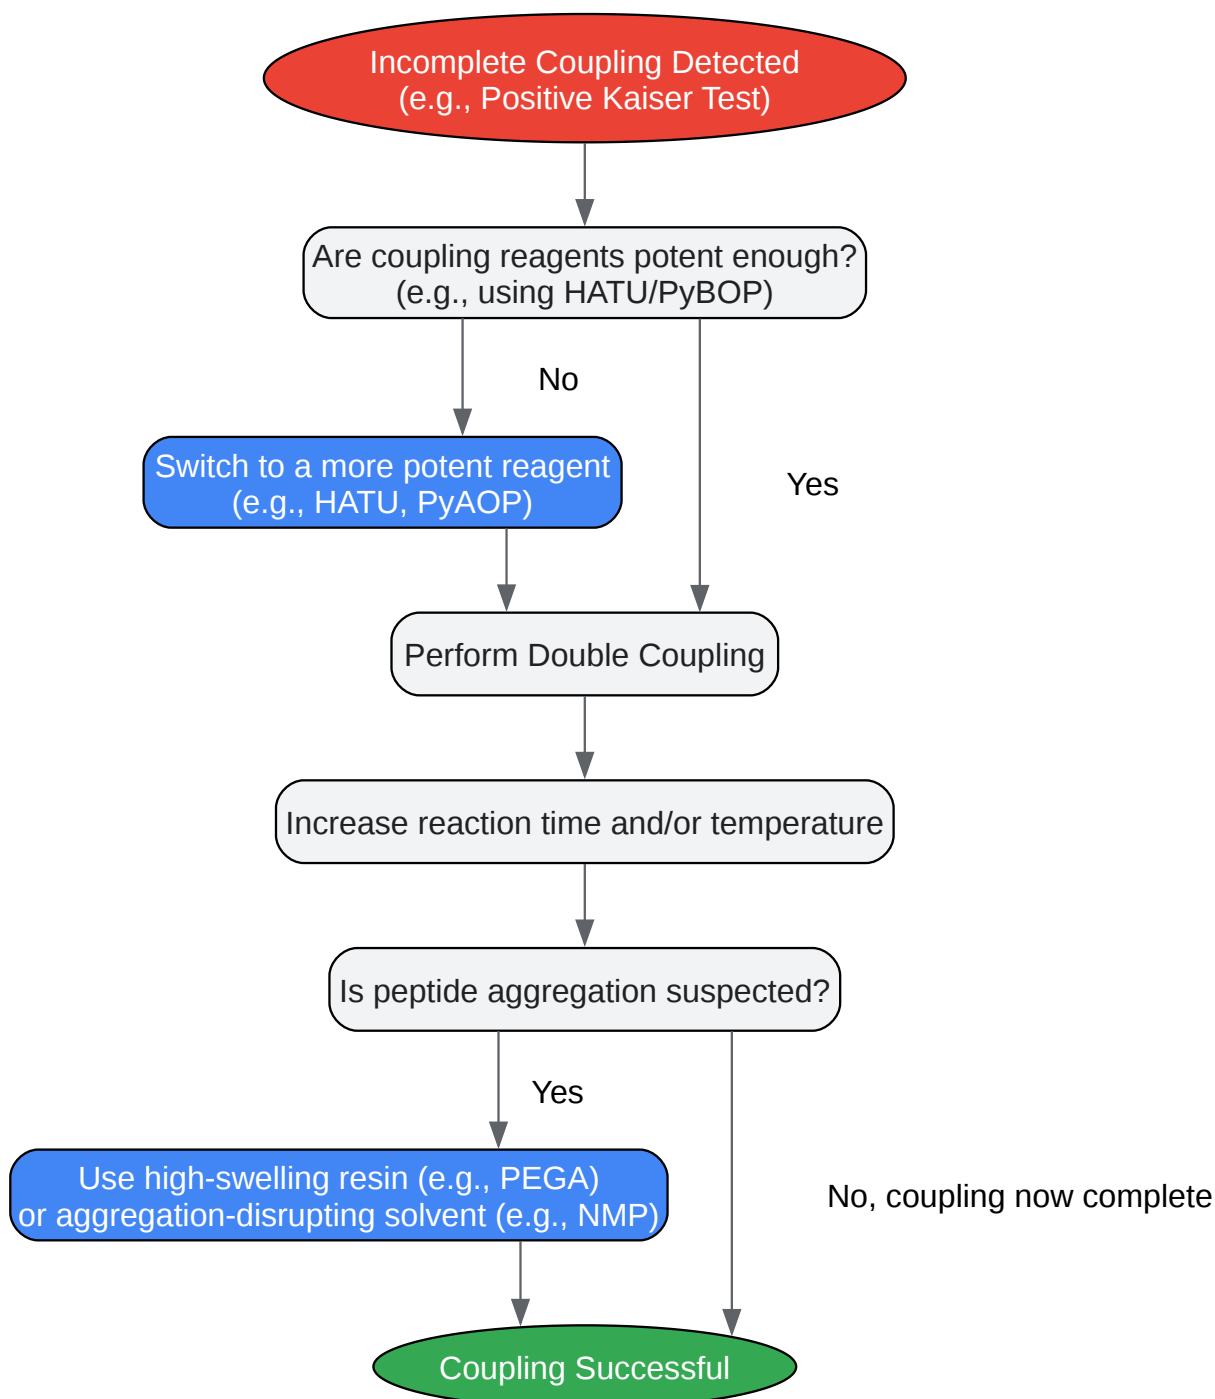 Incomplete Coupling Detected
(e.g., Positive Kaiser Test)
Are coupling reagents potent enough?
(e.g., using HATU/PyBOP)
No
Switch to a more potent reagent
(e.g., HATU, PyAOP)
Yes
Perform Double Coupling
Increase reaction time and/or temperature
Is peptide aggregation suspected?
Yes
Use high-swelling resin (e.g., PEGA)
or aggregation-disrupting solvent (e.g., NMP)
No, coupling now complete
Coupling Successful